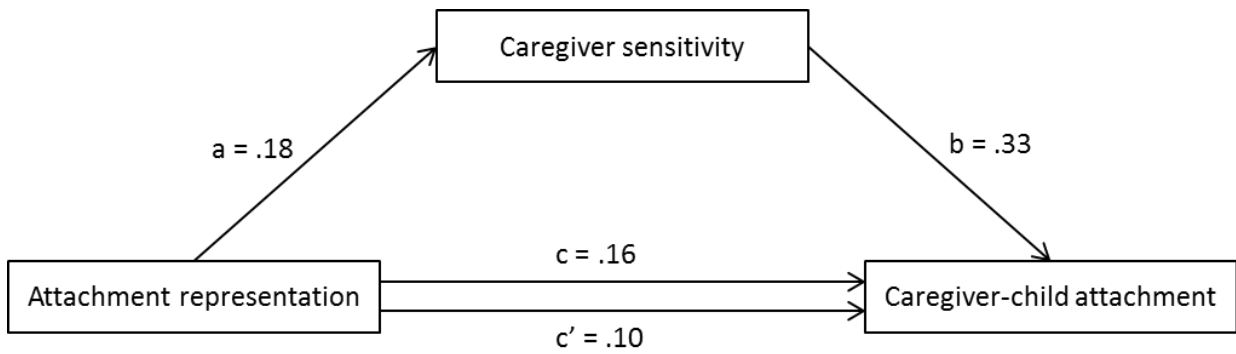 Caregiver sensitivity
a = .18
b = .33
c = .16
Attachment representation
Caregiver-child attachment
c’ = .10